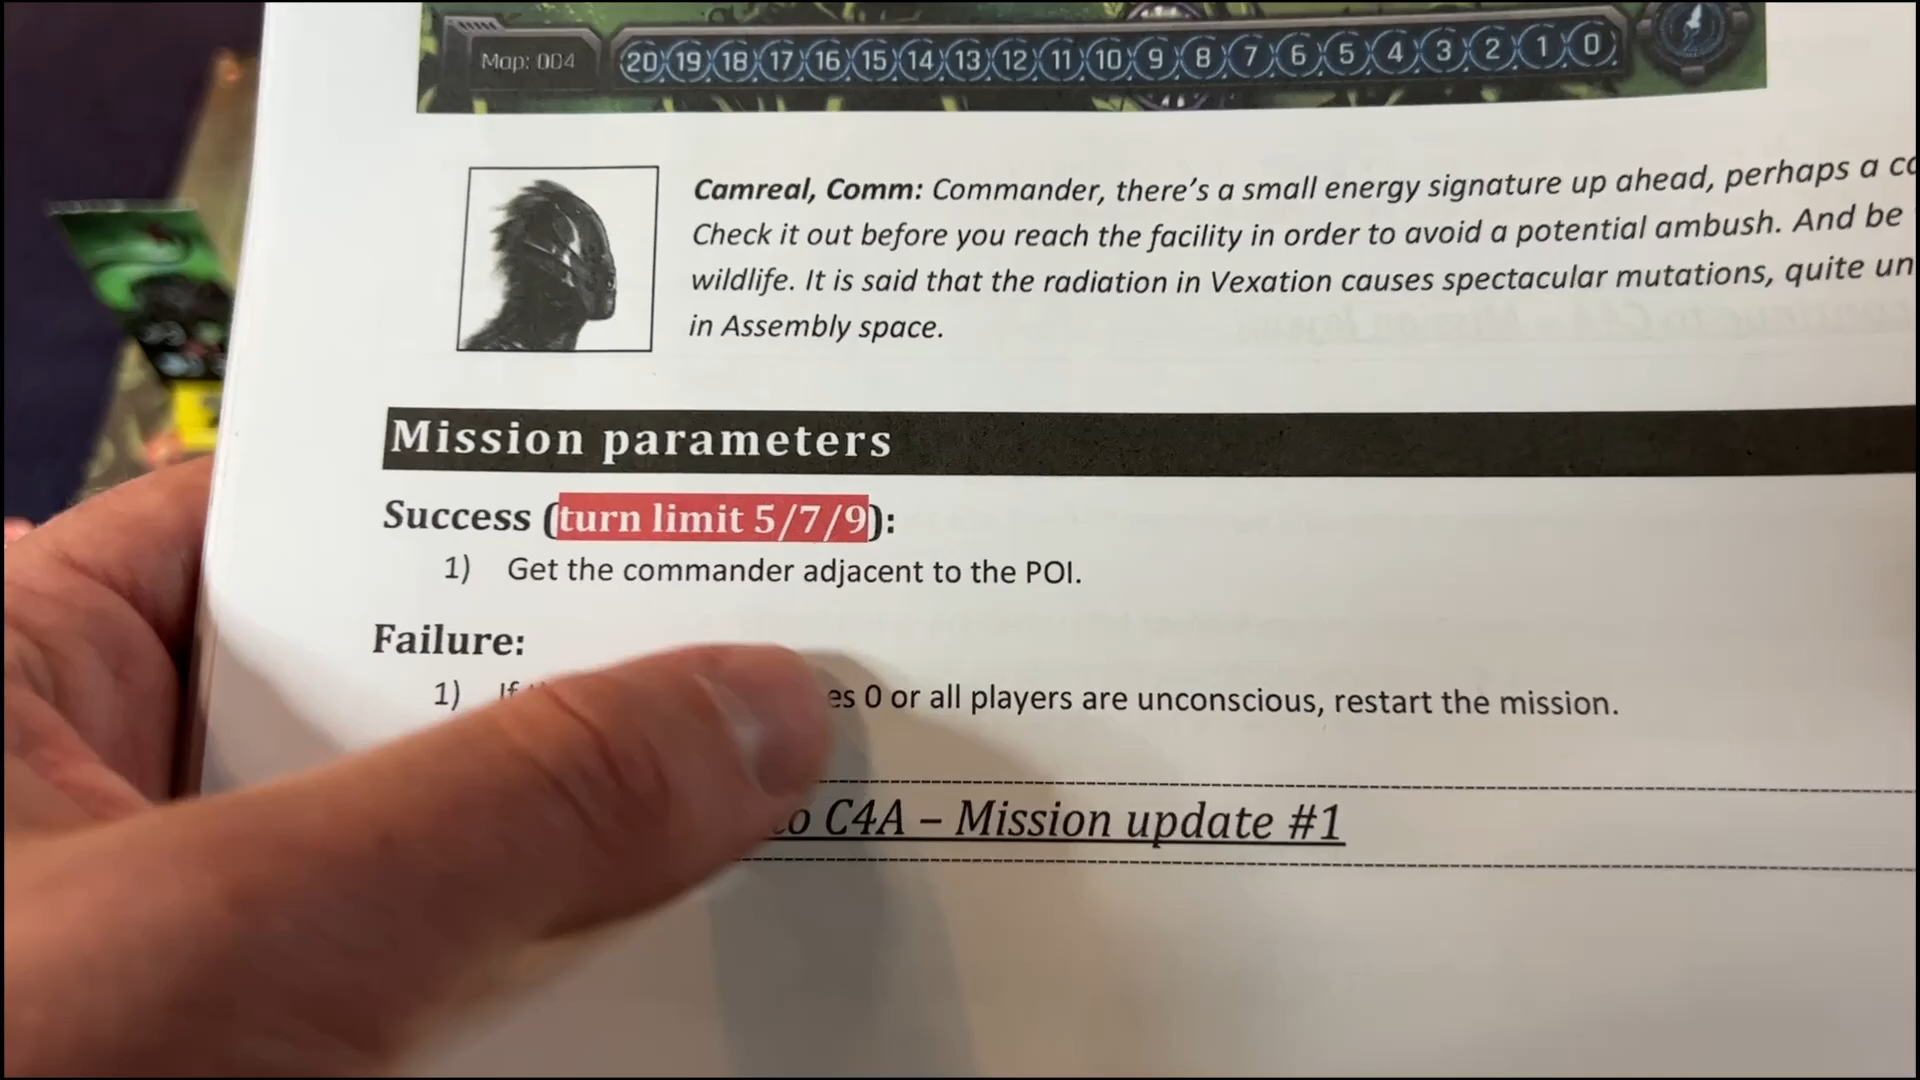 Map: 004 20 19 18 17 16 15 14 13 12 11 10 9 8 7 6 5 4 3 2 1 0
Camreal, Comm: Commander, there's a small energy signature up ahead, perhaps a
Check it out before you reach the facility in order to avoid a potential ambush. And be
wildlife. It is said that the radiation in Vexation causes spectacular mutations, quite
in Assembly space.
Mission parameters
Success (turn limit 5/7/9):
1) Get the commander adjacent to the POI.
Failure:
1) If 0 or all players are unconscious, restart the mission.
to C4A – Mission update #1